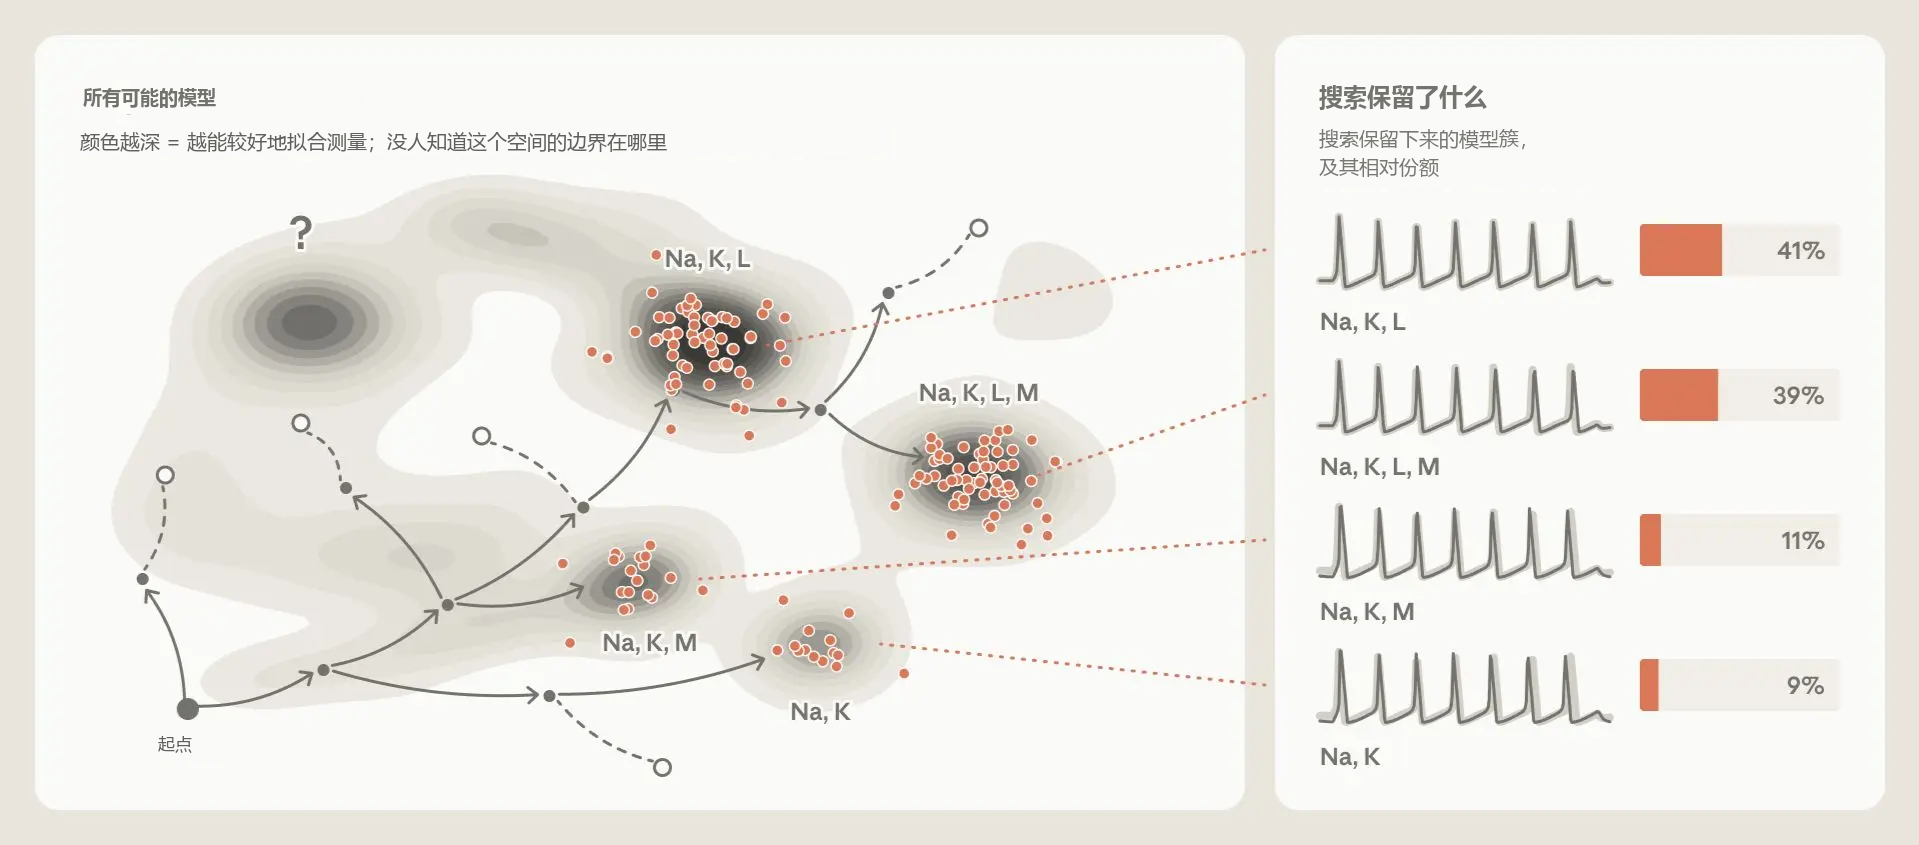 所有可能的模型
颜色越深 = 越能较好地拟合测量；没人知道这个空间的边界在哪里
?
Na, K, L
Na, K, L, M
Na, K, M
Na, K
起点
搜索保留了什么
搜索保留下来的模型簇，
及其相对份额
41%
Na, K, L
39%
Na, K, L, M
11%
Na, K, M
9%
Na, K